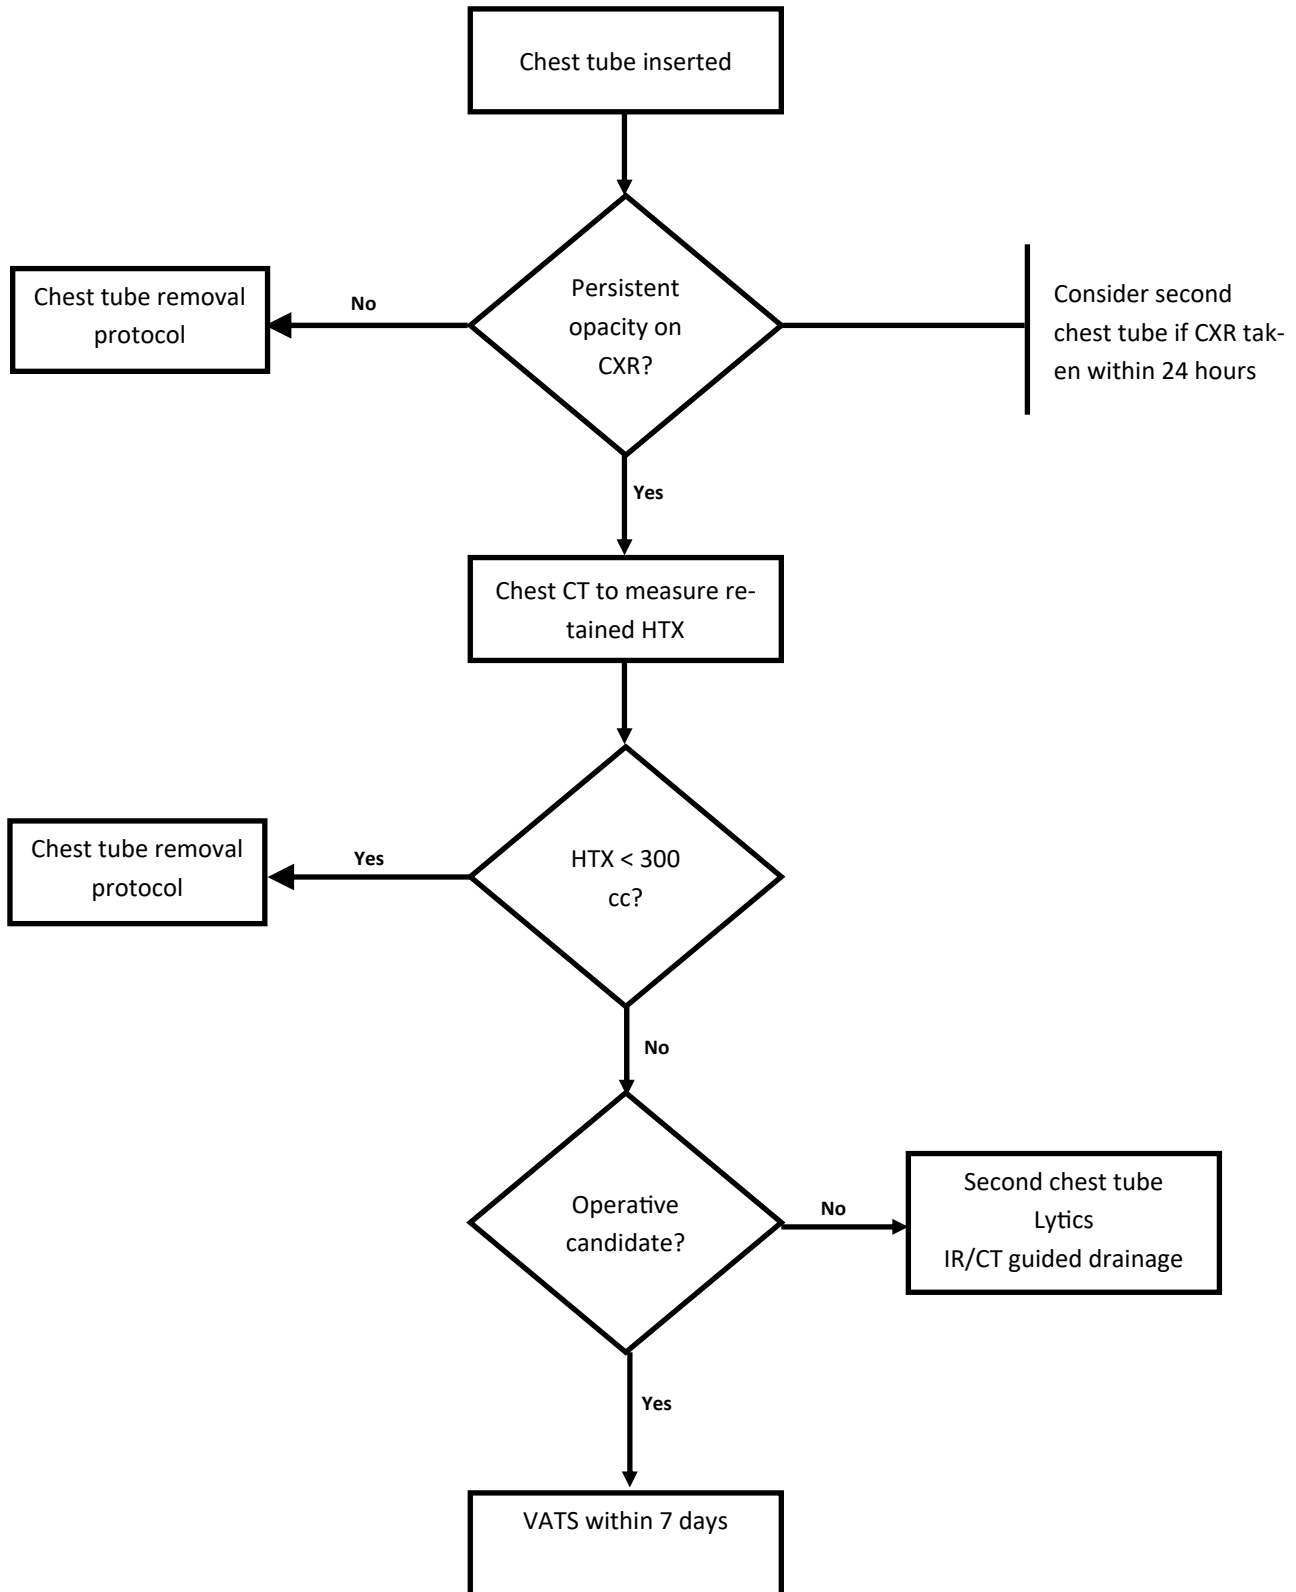 Chest tube inserted
Persistent
opacity on
CXR?
No
Chest tube removal
protocol
Consider second
chest tube if CXR tak-
en within 24 hours
Yes
Chest CT to measure re-
tained HTX
HTX < 300
cc?
Yes
Chest tube removal
protocol
No
Operative
candidate?
No
Second chest tube
Lytics
IR/CT guided drainage
Yes
VATS within 7 days